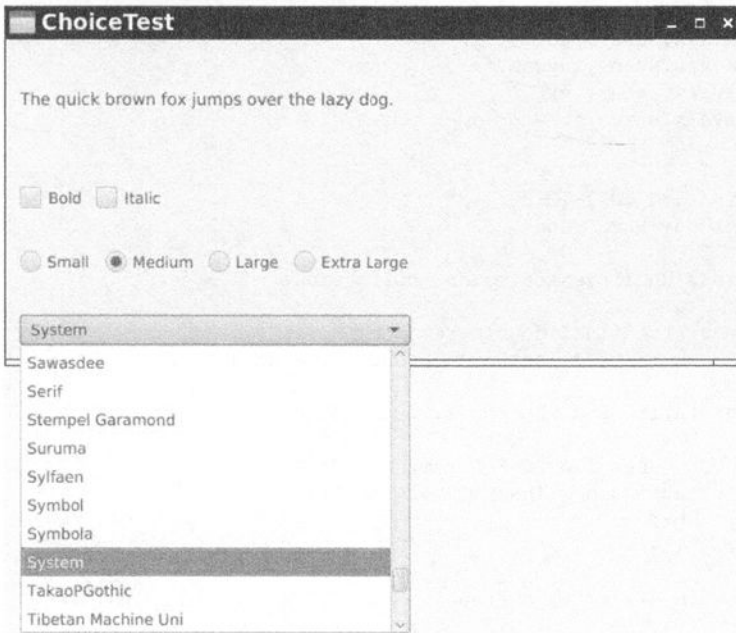 ChoiceTest
The quick brown fox jumps over the lazy dog.
Bold Italic
Small Medium Large Extra Large
System
Sawasdee
Serif
Stempel Garamond
Suruma
Sylfaen
Symbol
Symbola
System
TakaoPGothic
Tibetan Machine Uni